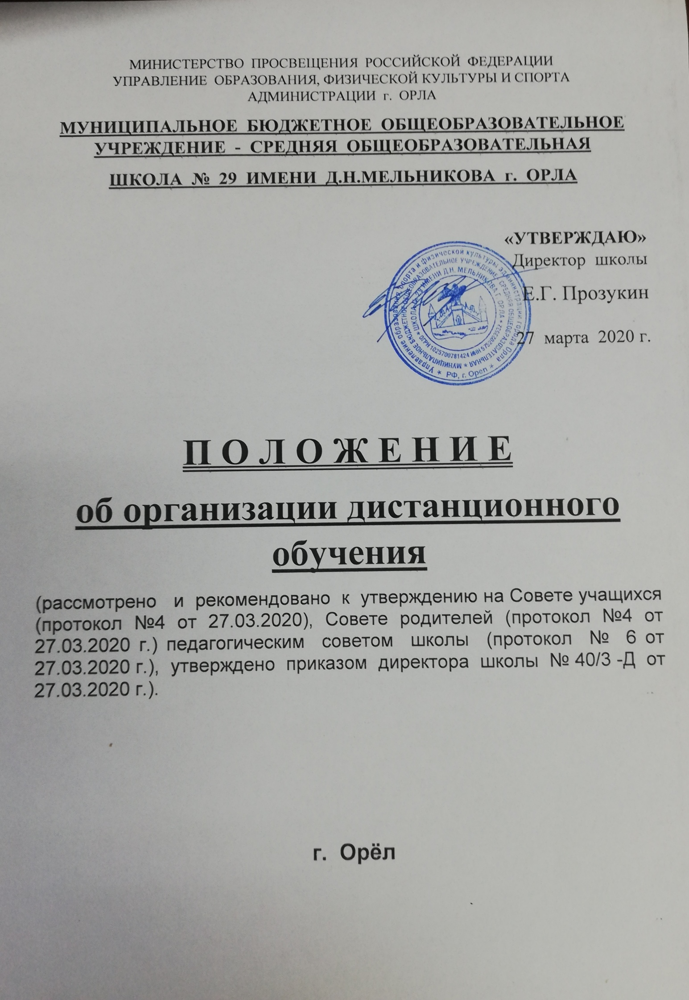 МИНИСТЕРСТВО ПРОСВЕЩЕНИЯ РОССИЙСКОЙ ФЕДЕРАЦИИ
УПРАВЛЕНИЕ ОБРАЗОВАНИЯ, ФИЗИЧЕСКОЙ КУЛЬТУРЫ И СПОРТА
АДМИНИСТРАЦИИ г. ОРЛА
МУНИЦИПАЛЬНОЕ БЮДЖЕТНОЕ ОБЩЕОБРАЗОВАТЕЛЬНОЕ
УЧРЕЖДЕНИЕ - СРЕДНЯЯ ОБЩЕОБРАЗОВАТЕЛЬНАЯ
ШКОЛА № 29 ИМЕНИ Д.Н.МЕЛЬНИКОВА г. ОРЛА
«УТВЕРЖДАЮ»
Директор школы
Е.Г. Прозукин
27 марта 2020 г.
Управление образования, спорта и физической культуры администрации города Орла * РФ, г. Орел *
МУНИЦИПАЛЬНОЕ БЮДЖЕТНОЕ ОБЩЕОБРАЗОВАТЕЛЬНОЕ УЧРЕЖДЕНИЕ - СРЕДНЯЯ ОБЩЕОБРАЗОВАТЕЛЬНАЯ *
ШКОЛА № 29 ИМЕНИ Д.Н. МЕЛЬНИКОВА Г. ОРЛА * ОГРН 1025700781424 ИНН 5752023532 *
П О Л О Ж Е Н И Е
об организации дистанционного
обучения
(рассмотрено и рекомендовано к утверждению на Совете учащихся
(протокол №4 от 27.03.2020), Совете родителей (протокол №4 от
27.03.2020 г.) педагогическим советом школы (протокол № 6 от
27.03.2020 г.), утверждено приказом директора школы № 40/3 -Д от
27.03.2020 г.).
г. Орёл